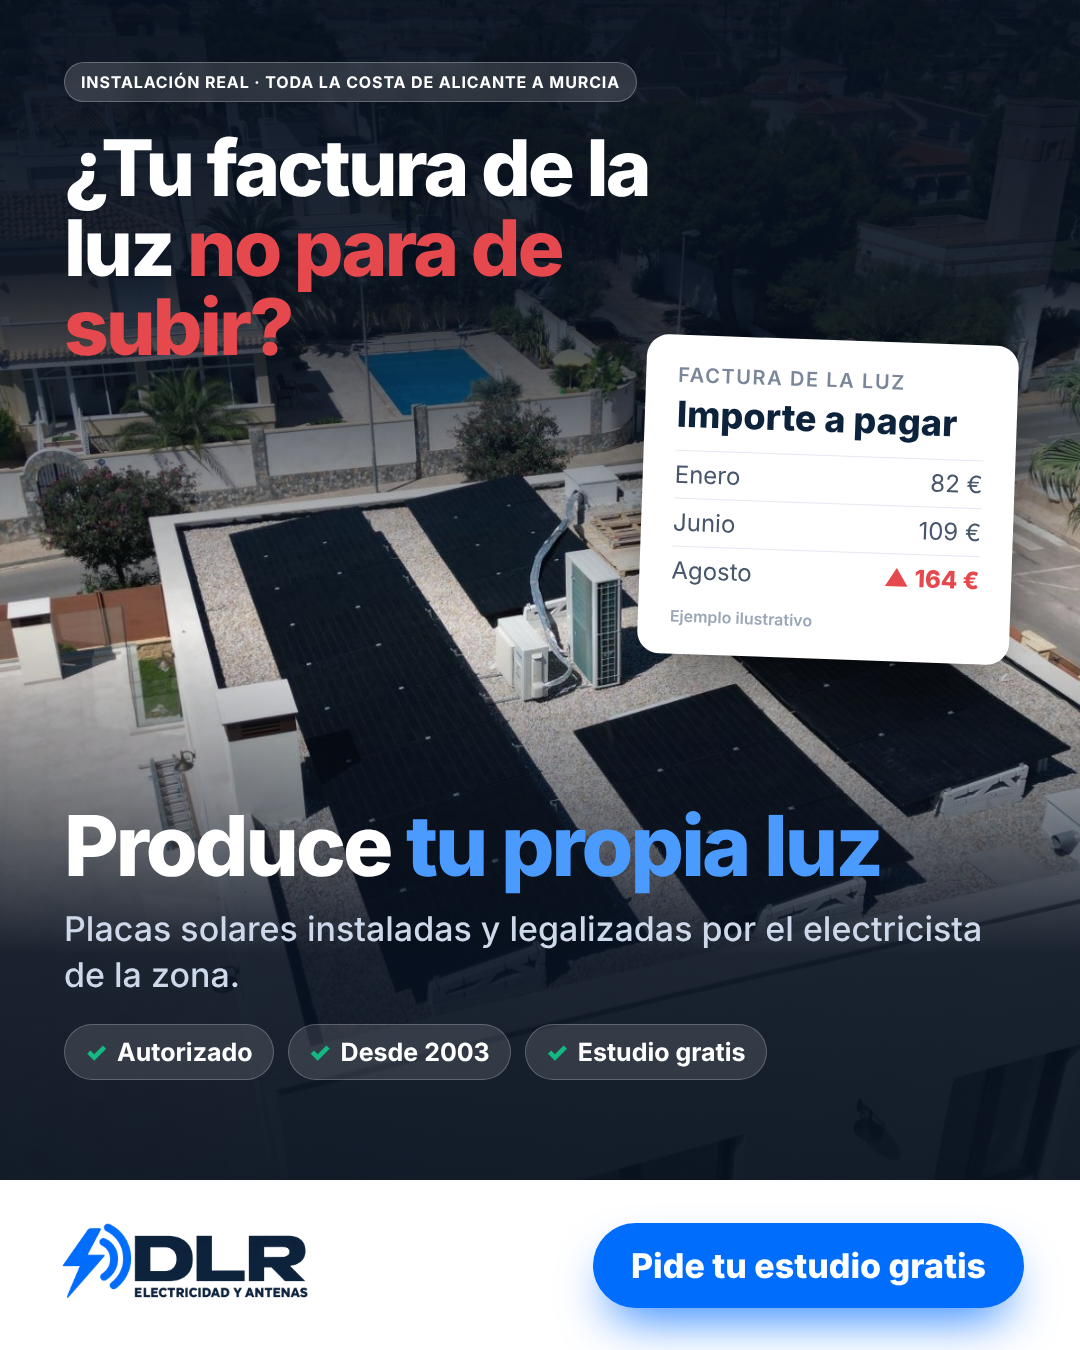 INSTALACIÓN REAL · TODA LA COSTA DE ALICANTE A MURCIA
¿Tu factura de la
luz no para de
subir?
FACTURA DE LA LUZ
Importe a pagar
Enero 82 €
Junio 109 €
Agosto ▲ 164 €
Ejemplo ilustrativo
Produce tu propia luz
Placas solares instaladas y legalizadas por el electricista
de la zona.
✓ Autorizado ✓ Desde 2003 ✓ Estudio gratis
DLR
ELECTRICIDAD Y ANTENAS
Pide tu estudio gratis